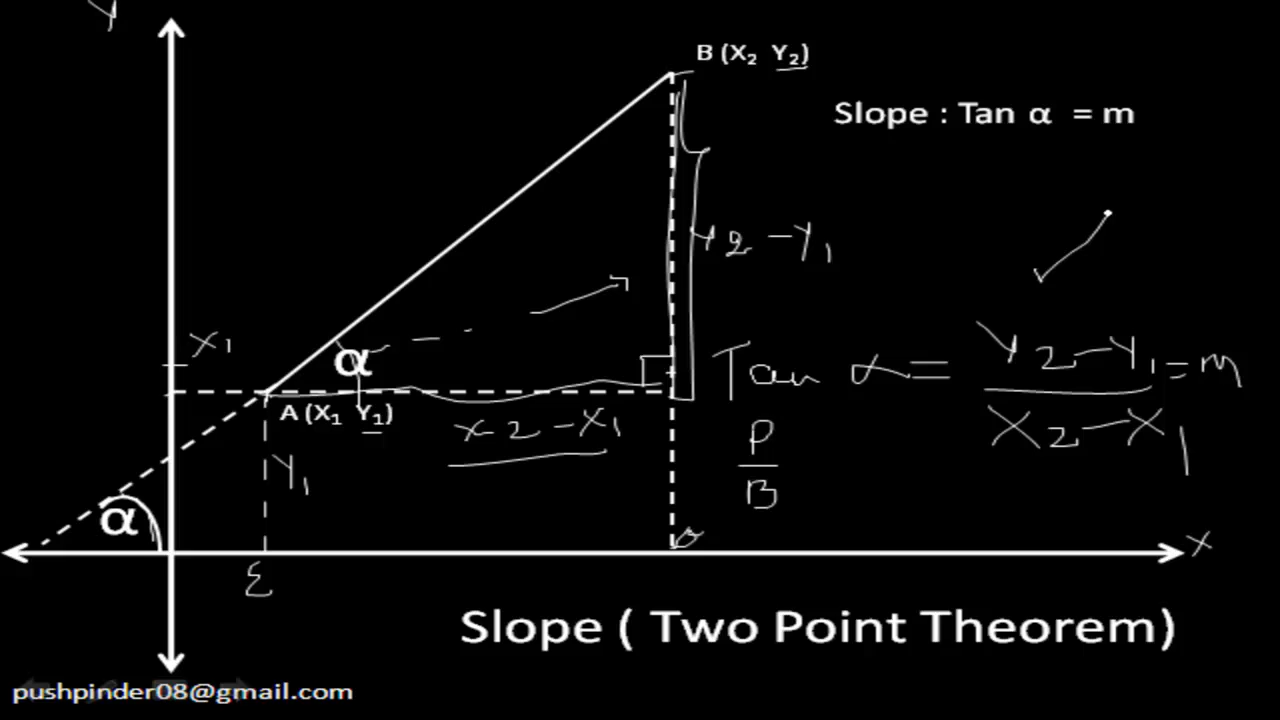 Y
B (X₂ Y₂)
Slope : Tan α = m
Y2 - Y1
X1
α
Tan α = Y2 - Y1 / X2 - X1 = m
A (X₁ Y₁)
X2 - X1
P
B
Y1
α
X
E
Slope ( Two Point Theorem)
pushpinder08@gmail.com